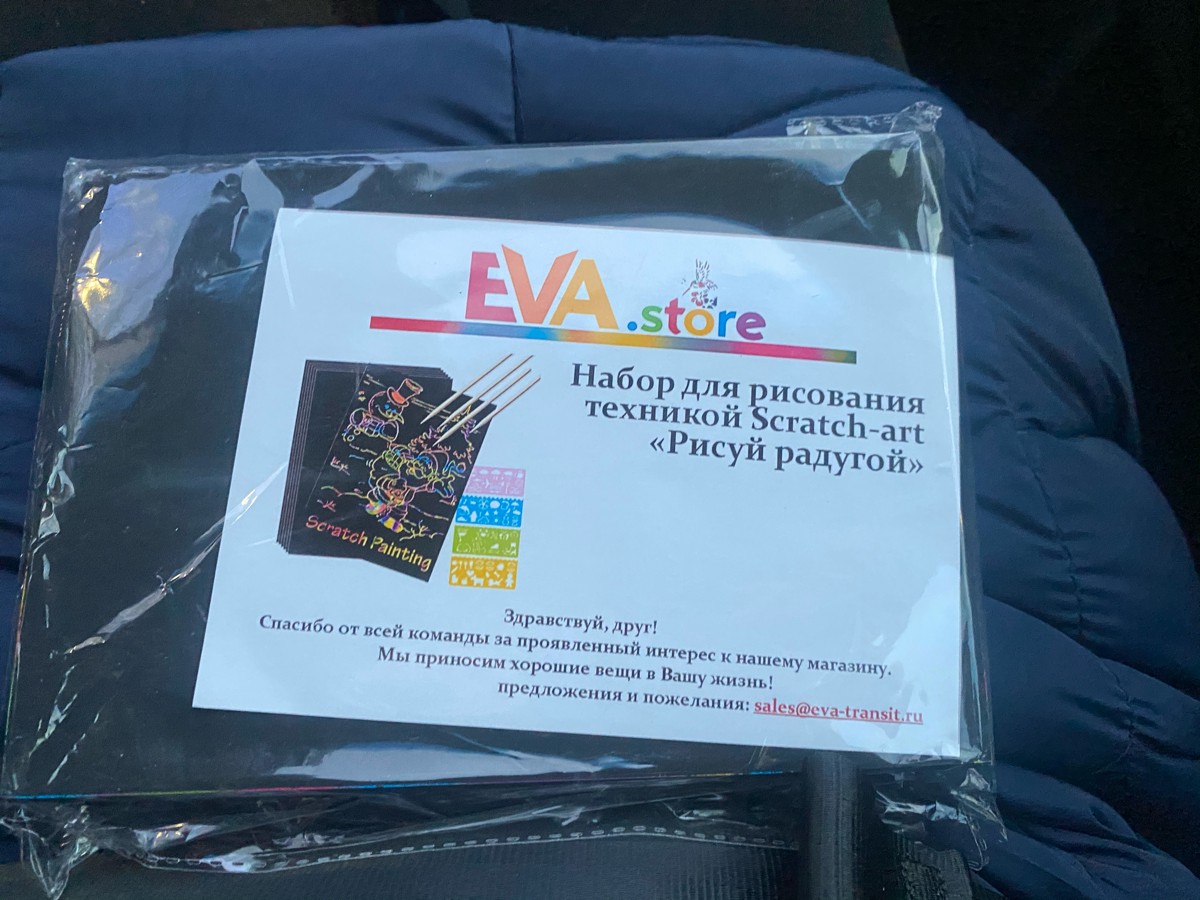 EVA.store
Набор для рисования
техникой Scratch-art
«Рисуй радугой»
Scratch Painting
Здравствуй, друг!
Спасибо от всей команды за проявленный интерес к нашему магазину.
Мы приносим хорошие вещи в Вашу жизнь!
предложения и пожелания: sales@eva-transit.ru